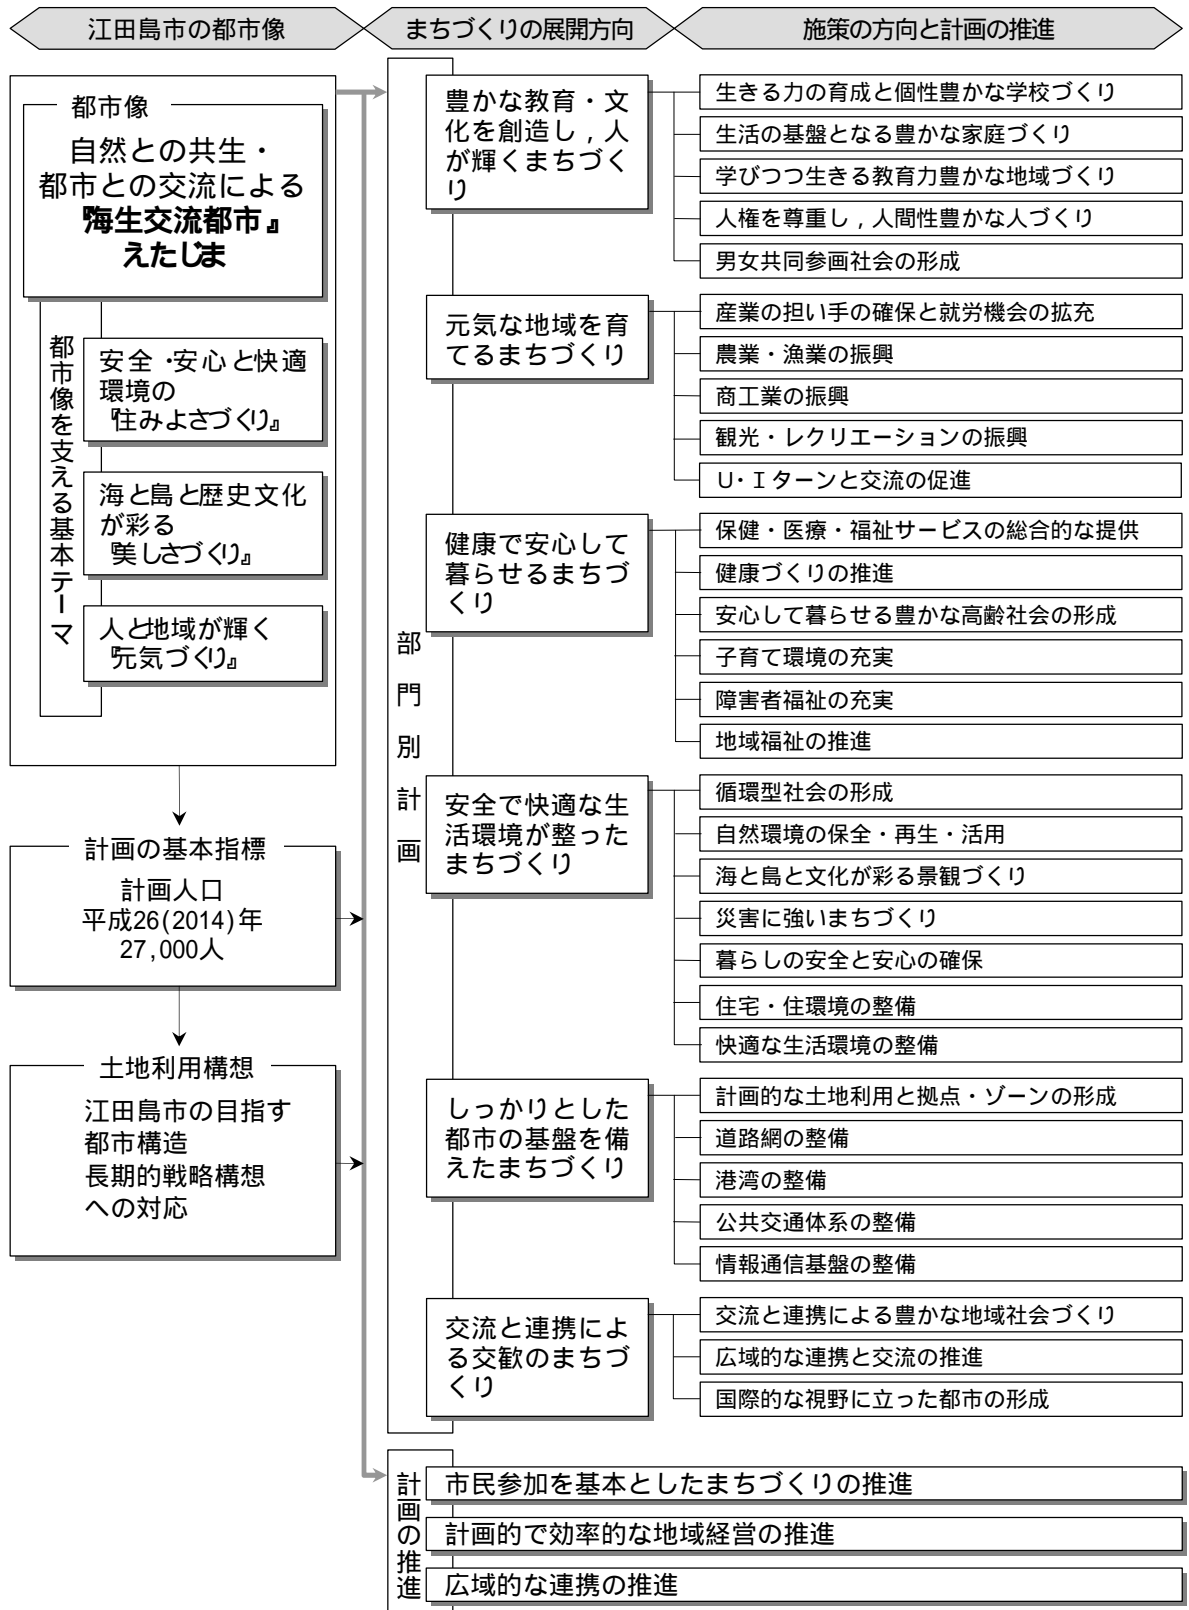 江田島市の都市像
まちづくりの展開方向
施策の方向と計画の推進
都市像
自然との共生・
都市との交流による
『海生交流都市』
えたじま
都市像を支える基本テーマ
安全・安心と快適
環境の
『住みよさづくり』
海と島と歴史文化
が彩る
『美しさづくり』
人と地域が輝く
『元気づくり』
計画の基本指標
計画人口
平成26(2014)年
27,000人
土地利用構想
江田島市の目指す
都市構造
長期的戦略構想
への対応
部門別計画
豊かな教育・文
化を創造し，人
が輝くまちづく
り
生きる力の育成と個性豊かな学校づくり
生活の基盤となる豊かな家庭づくり
学びつつ生きる教育力豊かな地域づくり
人権を尊重し，人間性豊かな人づくり
男女共同参画社会の形成
元気な地域を育
てるまちづくり
産業の担い手の確保と就労機会の拡充
農業・漁業の振興
商工業の振興
観光・レクリエーションの振興
U・Iターンと交流の促進
健康で安心して
暮らせるまちづ
くり
保健・医療・福祉サービスの総合的な提供
健康づくりの推進
安心して暮らせる豊かな高齢社会の形成
子育て環境の充実
障害者福祉の充実
地域福祉の推進
安全で快適な生
活環境が整った
まちづくり
循環型社会の形成
自然環境の保全・再生・活用
海と島と文化が彩る景観づくり
災害に強いまちづくり
暮らしの安全と安心の確保
住宅・住環境の整備
快適な生活環境の整備
しっかりとした
都市の基盤を備
えたまちづくり
計画的な土地利用と拠点・ゾーンの形成
道路網の整備
港湾の整備
公共交通体系の整備
情報通信基盤の整備
交流と連携によ
る交歓のまちづ
くり
交流と連携による豊かな地域社会づくり
広域的な連携と交流の推進
国際的な視野に立った都市の形成
計画の推進
市民参加を基本としたまちづくりの推進
計画的で効率的な地域経営の推進
広域的な連携の推進